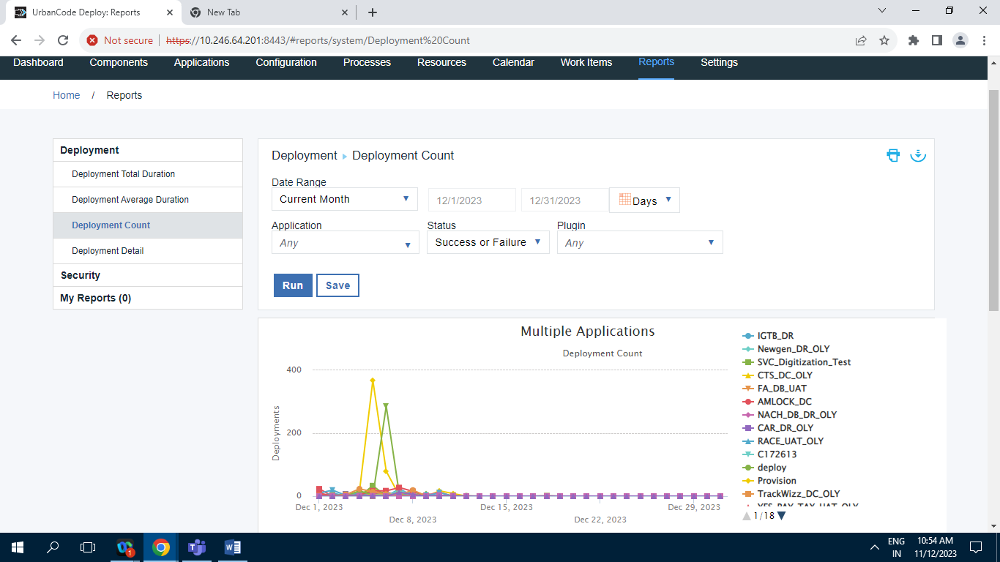 UrbanCode Deploy: Reports
New Tab
Not secure
https://10.246.64.201:8443/#reports/system/Deployment%20Count
Dashboard Components Applications Configuration Processes Resources Calendar Work Items Reports Settings
Home / Reports
Deployment
Deployment Total Duration
Deployment Average Duration
Deployment Count
Deployment Detail
Security
My Reports (0)
Deployment Deployment Count
Date Range
Current Month 12/1/2023 12/31/2023 Days
Application Status Plugin
Any Success or Failure Any
Run Save
Multiple Applications
Deployment Count
Deployments
400
200
0
Dec 1, 2023
Dec 8, 2023
Dec 15, 2023
Dec 22, 2023
Dec 29, 2023
IGTB_DR
Newgen_DR_OLY
SVC_Digitization_Test
CTS_DC_OLY
FA_DB_UAT
AMLOCK_DC
NACH_DB_DR_OLY
CAR_DR_OLY
RACE_UAT_OLY
C172613
deploy
Provision
TrackWizz_DC_OLY
1/18
1
ENG
IN
10:54 AM
11/12/2023